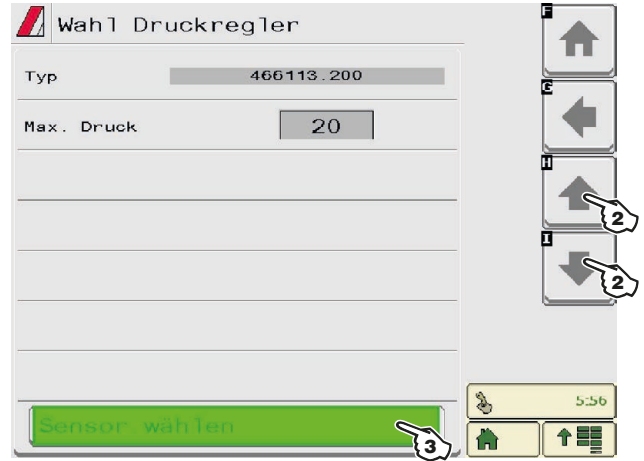 Wahl Druckregler
Typ 466113.200
Max. Druck 20
Sensor wählen
F
G
H
2
I
2
3
5:56